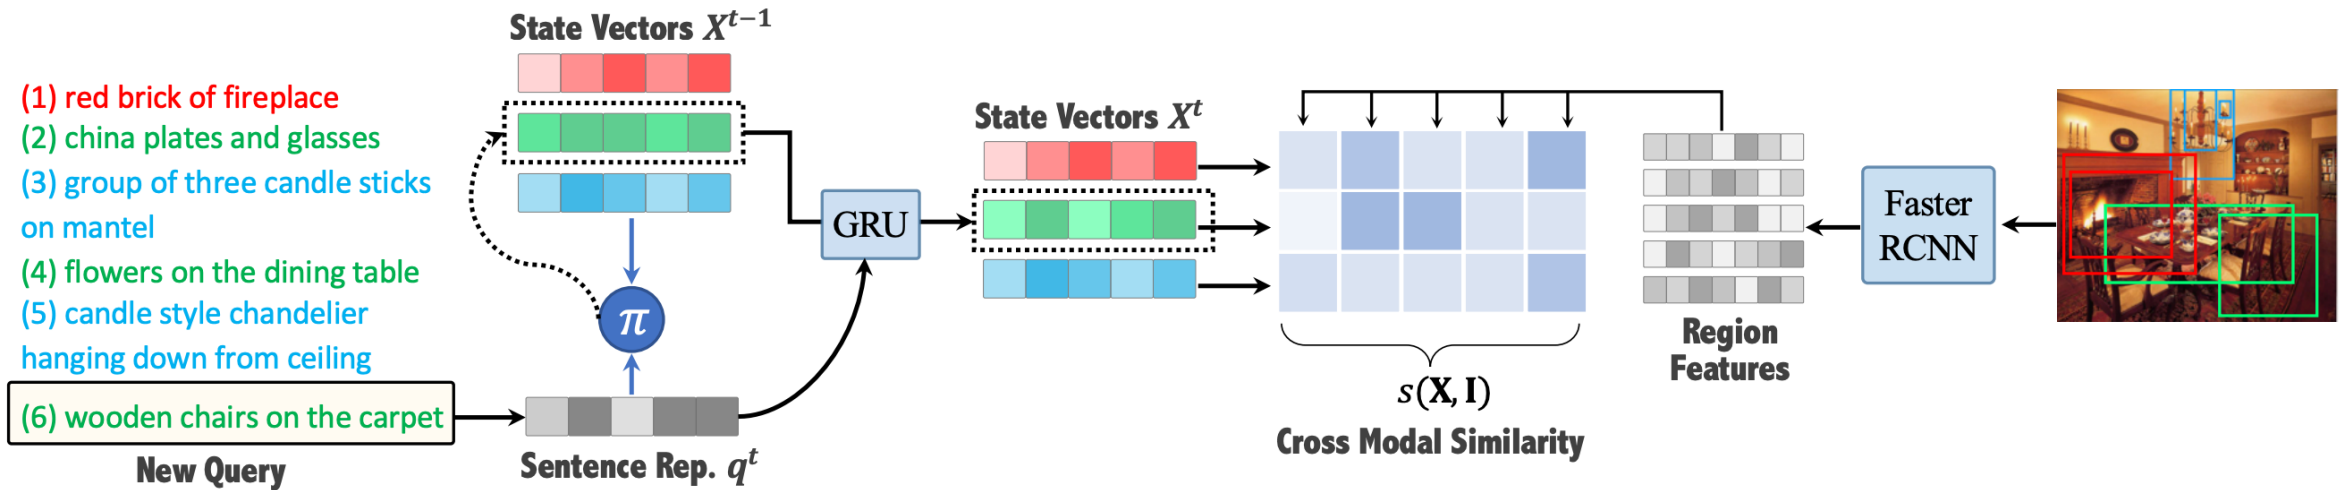 (1) red brick of fireplace
(2) china plates and glasses
(3) group of three candle sticks
on mantel
(4) flowers on the dining table
(5) candle style chandelier
hanging down from ceiling
(6) wooden chairs on the carpet
New Query
State Vectors X^{t-1}
π
Sentence Rep. q^t
GRU
State Vectors X^t
s(X, I)
Cross Modal Similarity
Region
Features
Faster
RCNN